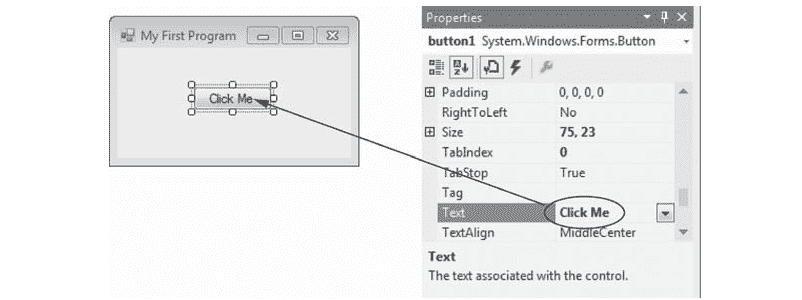 My First Program
Click Me
Properties
button1 System.Windows.Forms.Button
Padding 0, 0, 0, 0
RightToLeft No
Size 75, 23
TabIndex 0
TabStop True
Tag
Text Click Me
TextAlign MiddleCenter
Text
The text associated with the control.